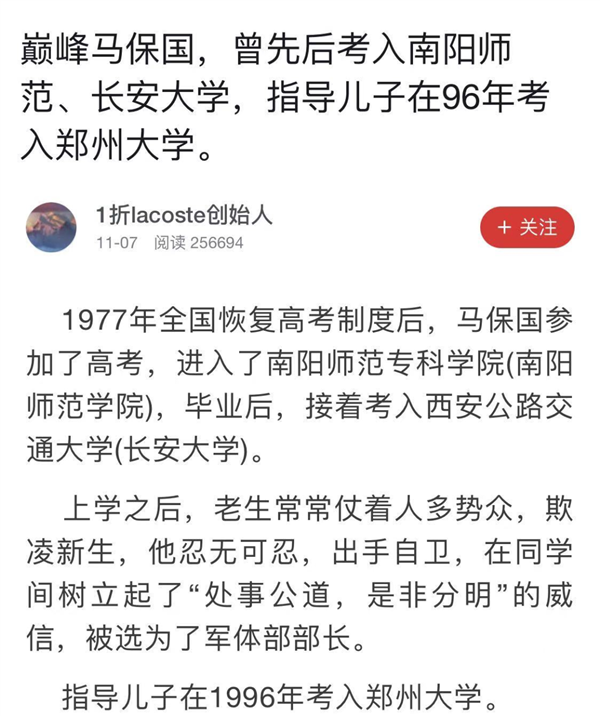 巅峰马保国，曾先后考入南阳师
范、长安大学，指导儿子在96年考
入郑州大学。
1折lacoste创始人
11-07 阅读 256694
+ 关注
1977年全国恢复高考制度后，马保国参
加了高考，进入了南阳师范专科学院(南阳
师范学院)，毕业后，接着考入西安公路交
通大学(长安大学)。
上学之后，老生常常仗着人多势众，欺
凌新生，他忍无可忍，出手自卫，在同学
间树立起了“处事公道，是非分明”的威
信，被选为了军体部部长。
指导儿子在1996年考入郑州大学。